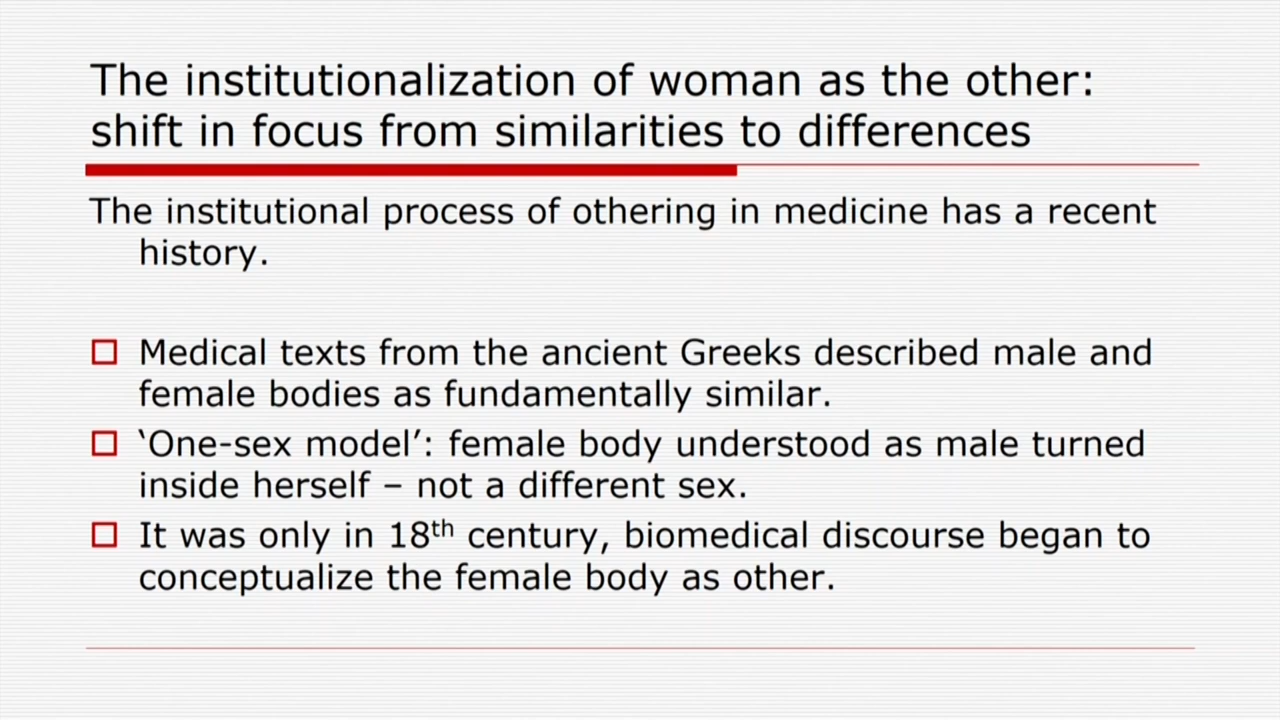 The institutionalization of woman as the other:
shift in focus from similarities to differences
The institutional process of othering in medicine has a recent
history.
Medical texts from the ancient Greeks described male and
female bodies as fundamentally similar.
‘One-sex model’: female body understood as male turned
inside herself – not a different sex.
It was only in 18th century, biomedical discourse began to
conceptualize the female body as other.